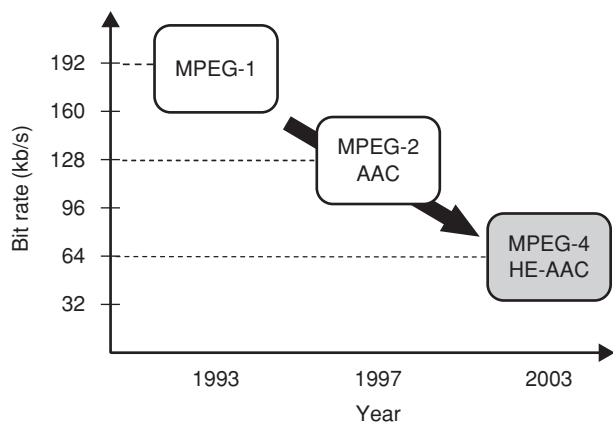 192
160
128
96
64
32
Bit rate (kb/s)
MPEG-1
MPEG-2
AAC
MPEG-4
HE-AAC
1993
1997
2003
Year